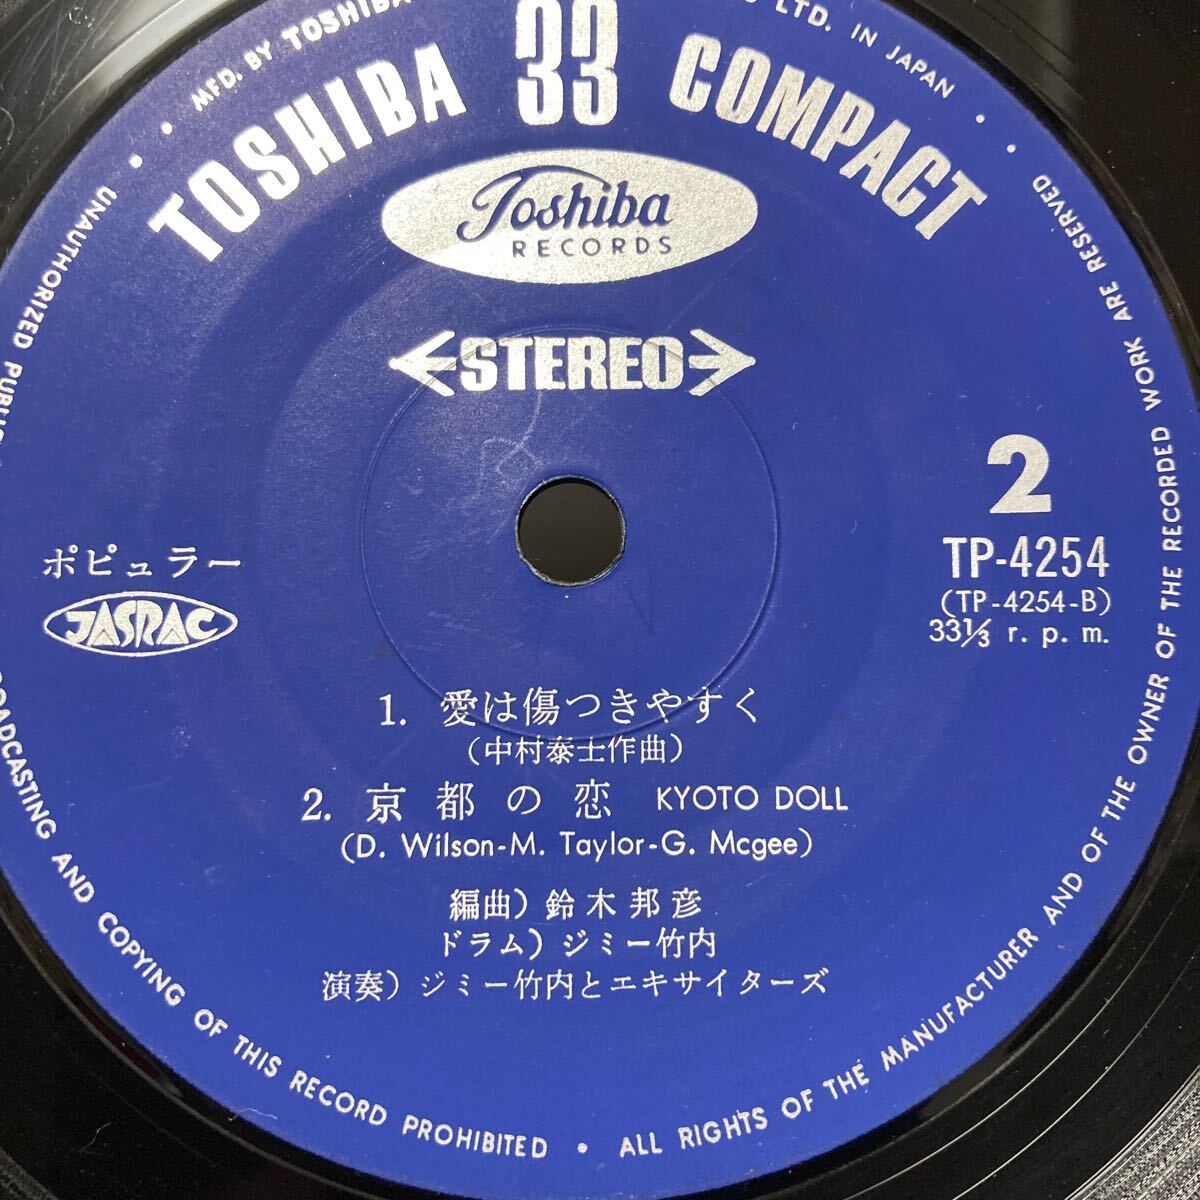 MFD. BY TOSHIBA
LTD. IN JAPAN
TOSHIBA 33 COMPACT
Toshiba
RECORDS
STEREO
2
TP-4254
(TP-4254-B)
33⅓ r. p. m.
ポピュラー
JASRAC
1. 愛は傷つきやすく
(中村泰士作曲)
2. 京都の恋 KYOTO DOLL
(D. Wilson-M. Taylor-G. Mcgee)
編曲) 鈴木邦彦
ドラム) ジミー竹内
演奏) ジミー竹内とエキサイターズ
UNAUTHORIZED
AND COPYING OF THIS RECORD PROHIBITED • ALL RIGHTS OF THE MANUFACTURER AND OF THE OWNER OF THE RECORDED WORK ARE RESERVED